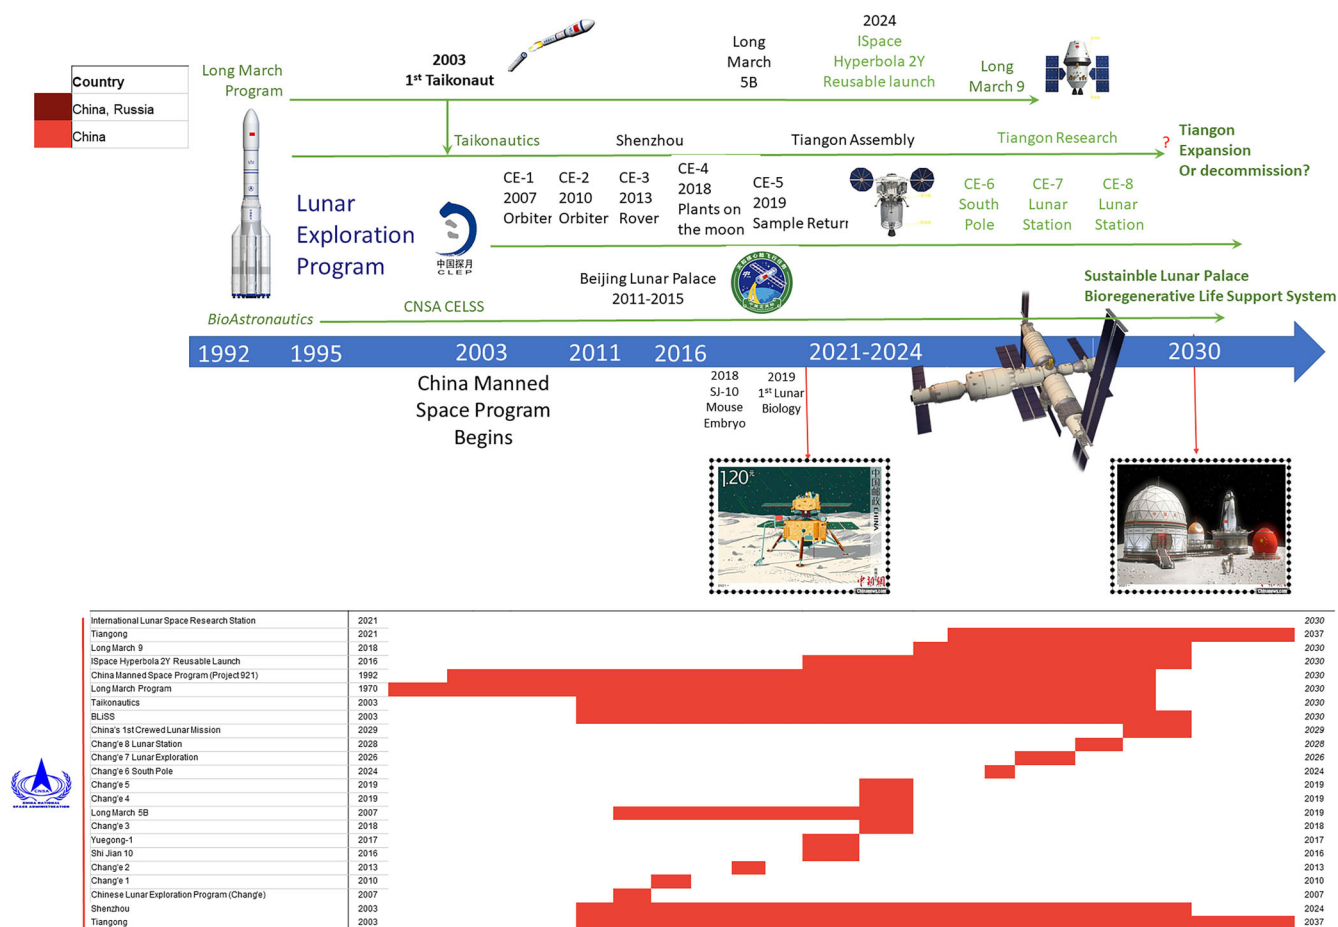 Country
China, Russia
China
Long March
Program
2003
1st Taikonaut
Long
March
5B
2024
ISpace
Hyperbola 2Y
Reusable launch
Long
March 9
Taikonautics
Shenzhou
Tiangon Assembly
Tiangon Research
?
Tiangon
Expansion
Or decommission?
Lunar
Exploration
Program
中国探月
CLEP
CE-1
2007
Orbiter
CE-2
2010
Orbiter
CE-3
2013
Rover
CE-4
2018
Plants on
the moon
CE-5
2019
Sample Return
CE-6
South
Pole
CE-7
Lunar
Station
CE-8
Lunar
Station
BioAstronautics
CNSA CELSS
Beijing Lunar Palace
2011-2015
Sustainble Lunar Palace
Bioregenerative Life Support System
1992
1995
2003
2011
2016
2021-2024
2030
China Manned
Space Program
Begins
2018
SJ-10
Mouse
Embryo
2019
1st Lunar
Biology
1.20元
中国邮政
CHINA
中新网
Chinanews.com
Chinanews.com
International Lunar Space Research Station 2021 2030
Tiangong 2021 2037
Long March 9 2018 2030
ISpace Hyperbola 2Y Reusable Launch 2016 2030
China Manned Space Program (Project 921) 1992 2030
Long March Program 1970 2030
Taikonautics 2003 2030
BLiSS 2003 2030
China's 1st Crewed Lunar Mission 2029 2029
Chang'e 8 Lunar Station 2028 2028
Chang'e 7 Lunar Exploration 2026 2026
Chang'e 6 South Pole 2024 2024
Chang'e 5 2019 2019
Chang'e 4 2019 2019
Long March 5B 2007 2019
Chang'e 3 2018 2018
Yuegong-1 2017 2017
Shi Jian 10 2016 2016
Chang'e 2 2013 2013
Chang'e 1 2010 2010
Chinese Lunar Exploration Program (Chang'e) 2007 2007
Shenzhou 2003 2024
Tiangong 2003 2037
CNSA
CHINA NATIONAL
SPACE ADMINISTRATION